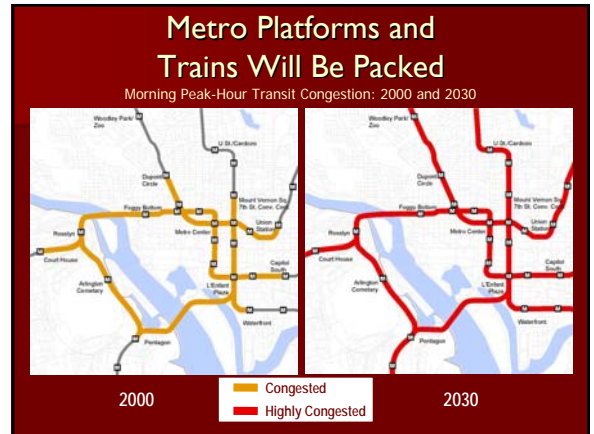 Metro Platforms and
Trains Will Be Packed
Morning Peak-Hour Transit Congestion: 2000 and 2030
Woodley Park/
Zoo
U St./Cardozo
Dupont
Circle
Mount Vernon Sq.
7th St. Conv. Cent.
Foggy Bottom
Union
Station
Rosslyn
Metro Center
Court House
Capitol
South
Arlington
Cemetery
L'Enfant
Plaza
Waterfront
Pentagon
Woodley Park/
Zoo
U St./Cardozo
Dupont
Circle
Mount Vernon Sq.
7th St. Conv. Cent.
Foggy Bottom
Union
Station
Rosslyn
Metro Center
Court House
Capitol
South
Arlington
Cemetery
L'Enfant
Plaza
Waterfront
Pentagon
2000
Congested
Highly Congested
2030